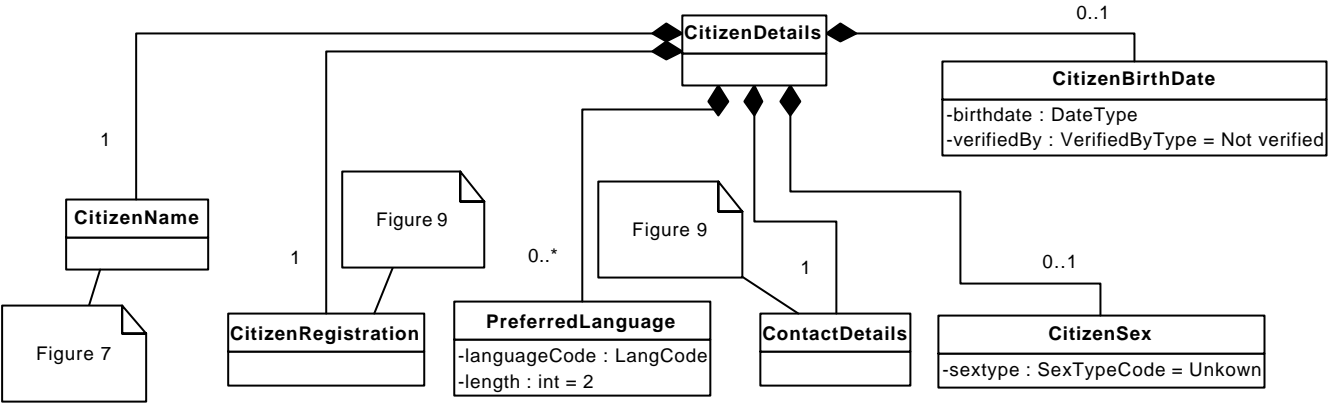 0..1
CitizenDetails
CitizenBirthDate
-birthdate : DateType
-verifiedBy : VerifiedByType = Not verified
1
CitizenName
Figure 9
Figure 9
1
0..*
1
0..1
Figure 7
CitizenRegistration
PreferredLanguage
-languageCode : LangCode
-length : int = 2
ContactDetails
CitizenSex
-sextype : SexTypeCode = Unkown